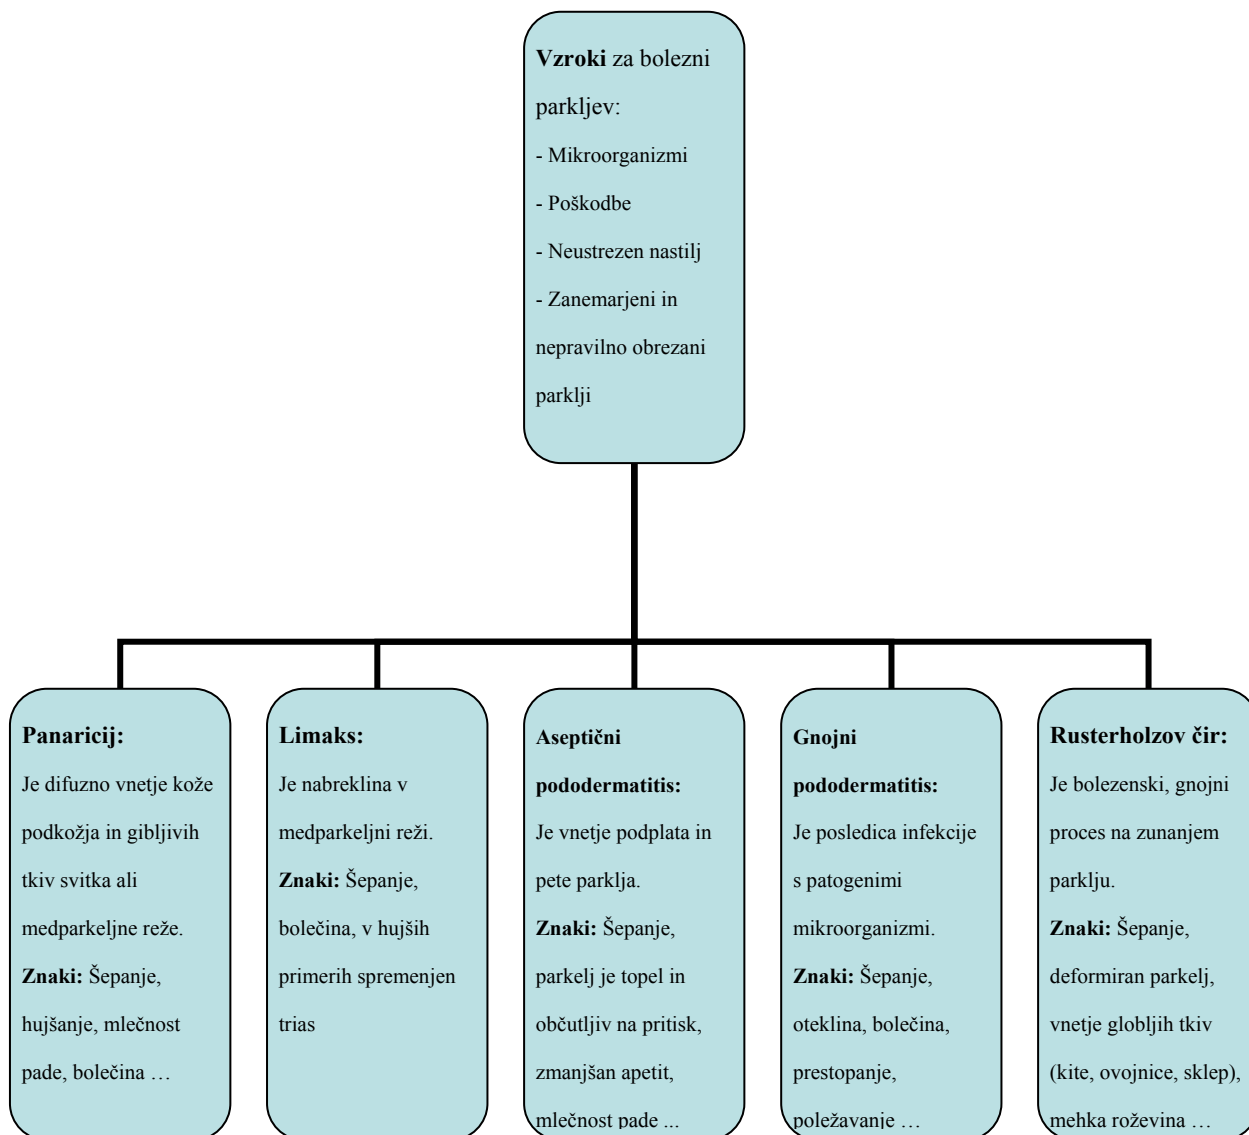 Vzroki za bolezni
parkljev:
- Mikroorganizmi
- Poškodbe
- Neustrezen nastilj
- Zanemarjeni in
nepravilno obrezani
parklji
Panaricij:
Je difuzno vnetje kože
podkožja in gibljivih
tkiv svitka ali
medparkeljne reže.
Znaki: Šepanje,
hujšanje, mlečnost
pade, bolečina …
Limaks:
Je nabreklina v
medparkeljni reži.
Znaki: Šepanje,
bolečina, v hujših
primerih spremenjen
trias
Aseptični
pododermatitis:
Je vnetje podplata in
pete parklja.
Znaki: Šepanje,
parkelj je topel in
občutljiv na pritisk,
zmanjšan apetit,
mlečnost pade ...
Gnojni
pododermatitis:
Je posledica infekcije
s patogenimi
mikroorganizmi.
Znaki: Šepanje,
oteklina, bolečina,
prestopanje,
poležavanje …
Rusterholzov čir:
Je bolezenski, gnojni
proces na zunanjem
parklju.
Znaki: Šepanje,
deformiran parkelj,
vnetje globljih tkiv
(kite, ovojnice, sklep),
mehka roževina …